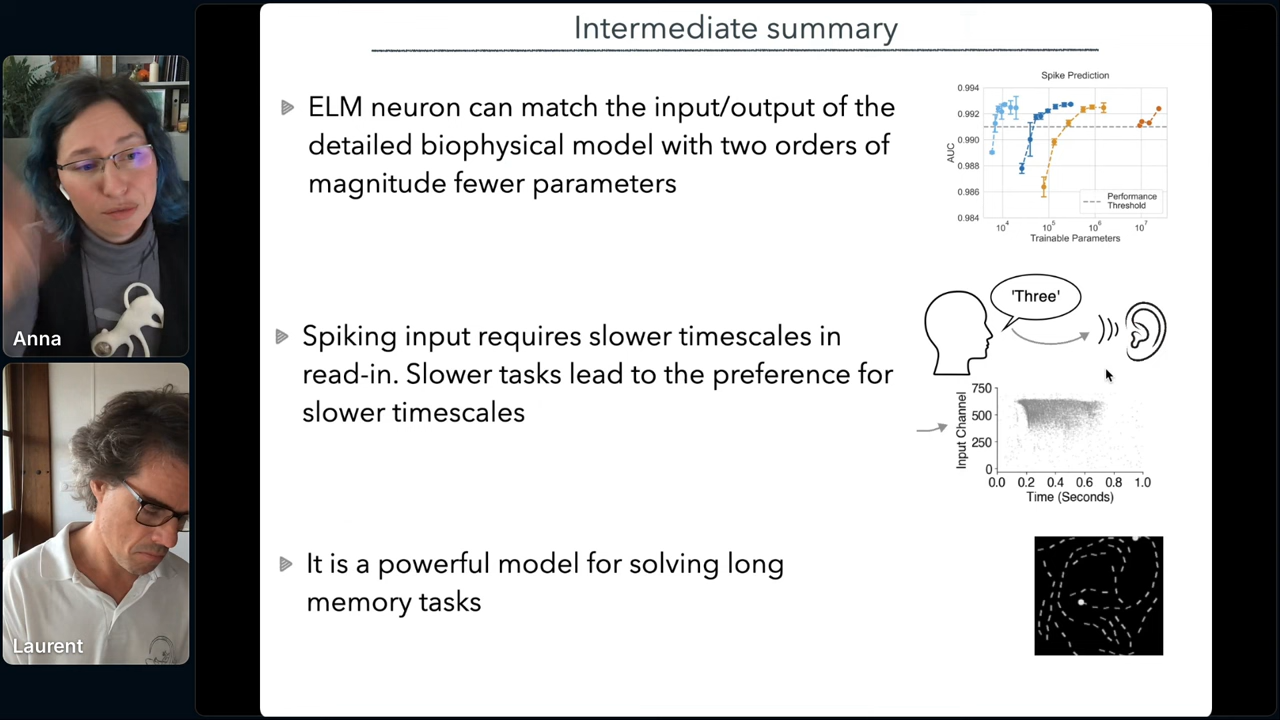 Intermediate summary
ELM neuron can match the input/output of the
detailed biophysical model with two orders of
magnitude fewer parameters
Spike Prediction
0.994
0.992
0.990
0.988
0.986
0.984
AUC
Performance
Threshold
10⁴ 10⁵ 10⁶ 10⁷
Trainable Parameters
Anna
Spiking input requires slower timescales in
read-in. Slower tasks lead to the preference for
slower timescales
'Three'
750
500
250
0
Input Channel
0.0 0.2 0.4 0.6 0.8 1.0
Time (Seconds)
It is a powerful model for solving long
memory tasks
Laurent